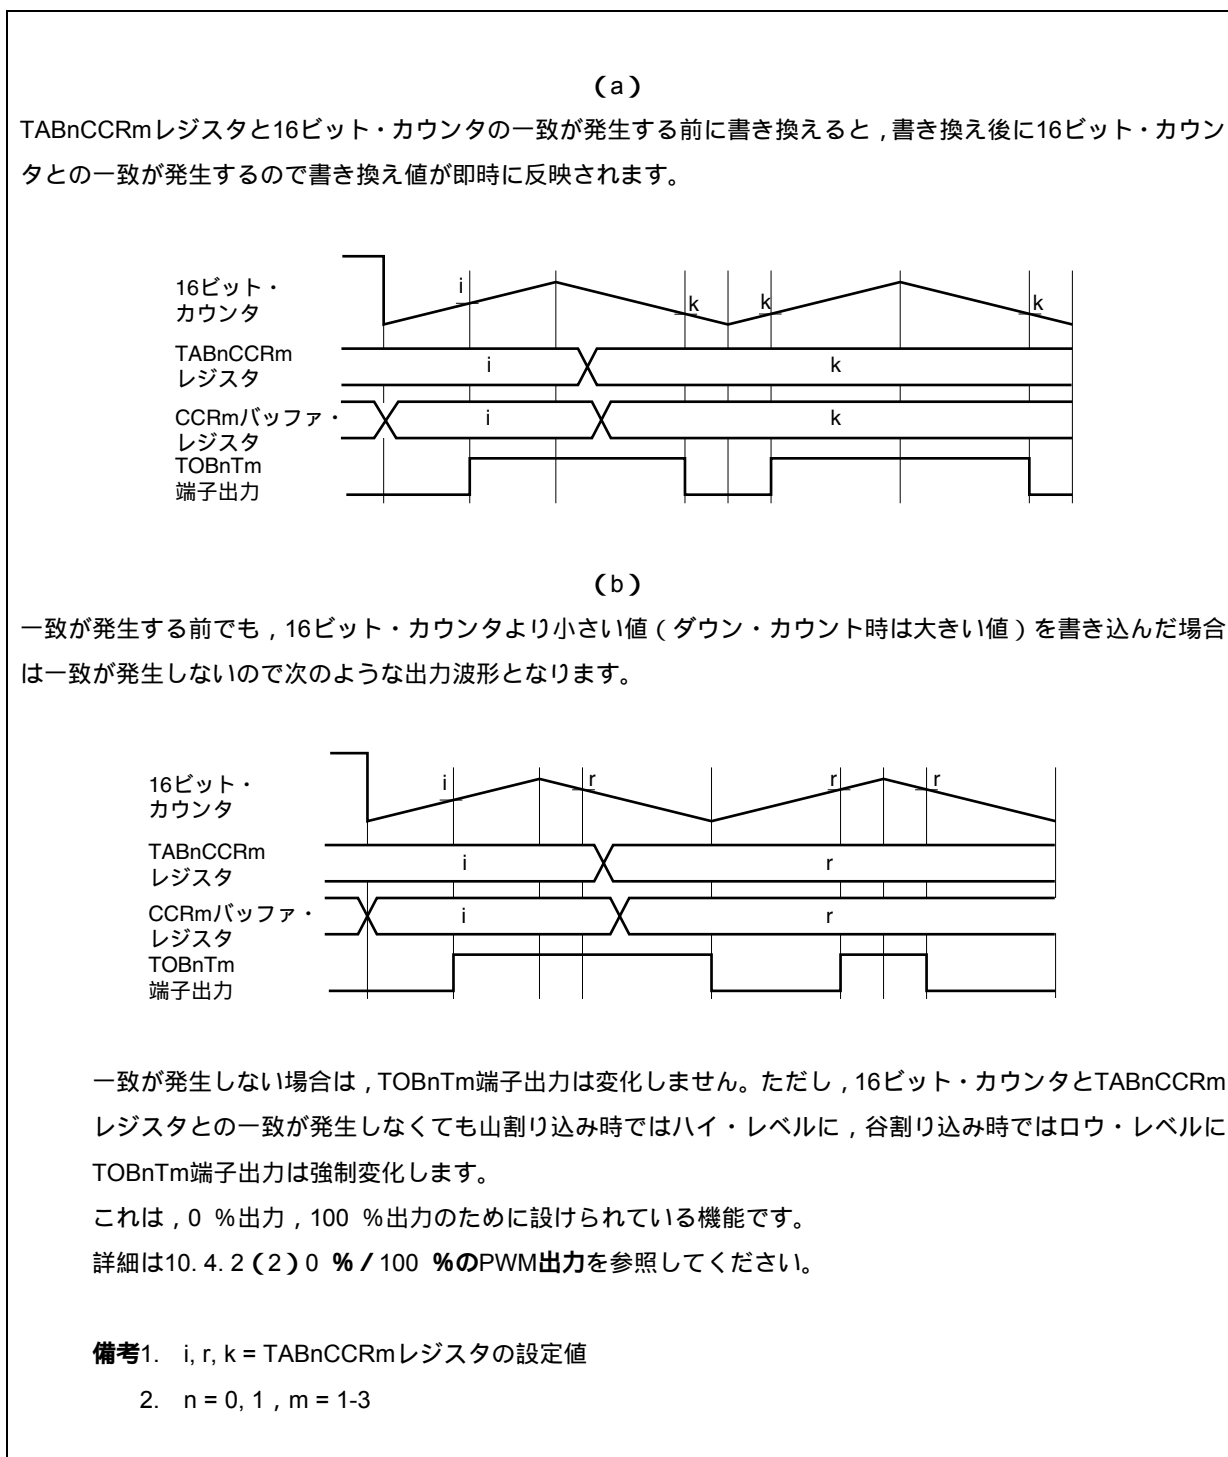 (a)
TABnCCRmレジスタと16ビット・カウンタの一致が発生する前に書き換えると，書き換え後に16ビット・カウン
タとの一致が発生するので書き換え値が即時に反映されます。
16ビット・
カウンタ
i
k
k
k
TABnCCRm
レジスタ
i
k
CCRmバッファ・
レジスタ
i
k
TOBnTm
端子出力
(b)
一致が発生する前でも，16ビット・カウンタより小さい値（ダウン・カウント時は大きい値）を書き込んだ場合
は一致が発生しないので次のような出力波形となります。
16ビット・
カウンタ
i
r
r
r
TABnCCRm
レジスタ
i
r
CCRmバッファ・
レジスタ
i
r
TOBnTm
端子出力
一致が発生しない場合は，TOBnTm端子出力は変化しません。ただし，16ビット・カウンタとTABnCCRm
レジスタとの一致が発生しなくても山割り込み時ではハイ・レベルに，谷割り込み時ではロウ・レベルに
TOBnTm端子出力は強制変化します。
これは，0 %出力，100 %出力のために設けられている機能です。
詳細は10. 4. 2（2）0 %／100 %のPWM出力を参照してください。
備考1. i, r, k = TABnCCRmレジスタの設定値
2. n = 0, 1，m = 1-3